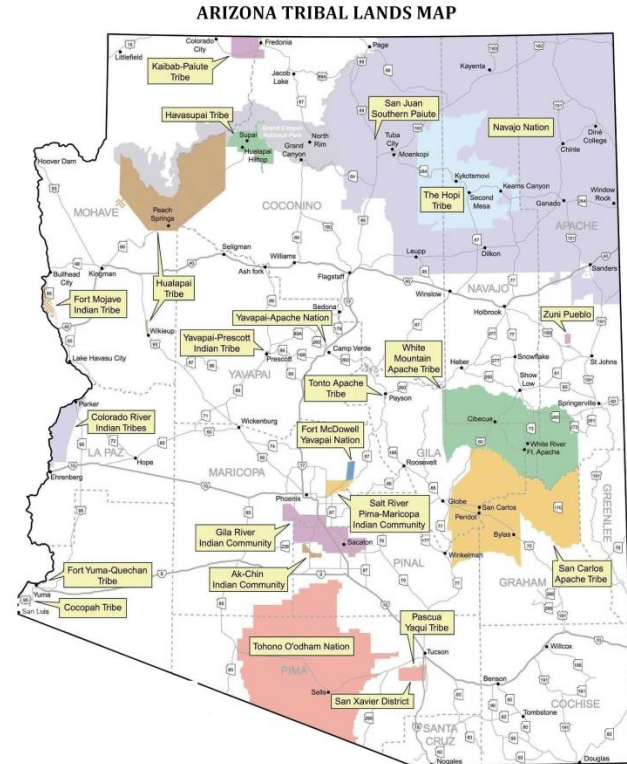 ARIZONA TRIBAL LANDS MAP
Colorado City
Fredonia
Littlefield
Page
Kaibab-Paiute
Tribe
Jacob
Lake
Kayenta
Havasupai Tribe
San Juan
Southern Paiute
Navajo Nation
Grand Canyon
National Park
North
Rim
Supai
Hualapai
Hilltop
Tuba
City
Moenkopi
Diné
College
Chinle
Hoover Dam
Grand
Canyon
Kykotsmovi
Keams Canyon
The Hopi
Tribe
Second
Mesa
Ganado
Window
Rock
Peach
Springs
MOHAVE
COCONINO
APACHE
Leupp
Dilkon
Seligman
Williams
Sanders
Bullhead
City
Kingman
Ash fork
Flagstaff
Hualapai
Tribe
Winslow
NAVAJO
Holbrook
Fort Mojave
Indian Tribe
Sedona
Yavapai-Apache Nation
Zuni Pueblo
Wikieup
Yavapai-Prescott
Indian Tribe
Prescott
Camp Verde
White
Mountain
Apache Tribe
Heber
Snowflake
St Johns
Lake Havasu City
YAVAPAI
Tonto Apache
Tribe
Payson
Show
Low
Springerville
Parker
Colorado River
Indian Tribes
Wickenburg
Fort McDowell
Yavapai Nation
Cibecue
White River
Ft. Apache
LA PAZ
Hope
MARICOPA
GILA
Roosevelt
Ehrenberg
Phoenix
Salt River
Pima-Maricopa
Indian Community
Globe
San Carlos
Peridot
GREENLEE
Gila River
Indian Community
Sacaton
Bylas
Ak-Chin
Indian Community
PINAL
Winkelman
San Carlos
Apache Tribe
GRAHAM
Fort Yuma-Quechan
Tribe
Yuma
Cocopah Tribe
San Luis
Pascua
Yaqui Tribe
Tohono O'odham Nation
Tucson
Willcox
PIMA
Sells
San Xavier District
Benson
COCHISE
Tombstone
SANTA
CRUZ
Nogales
Douglas